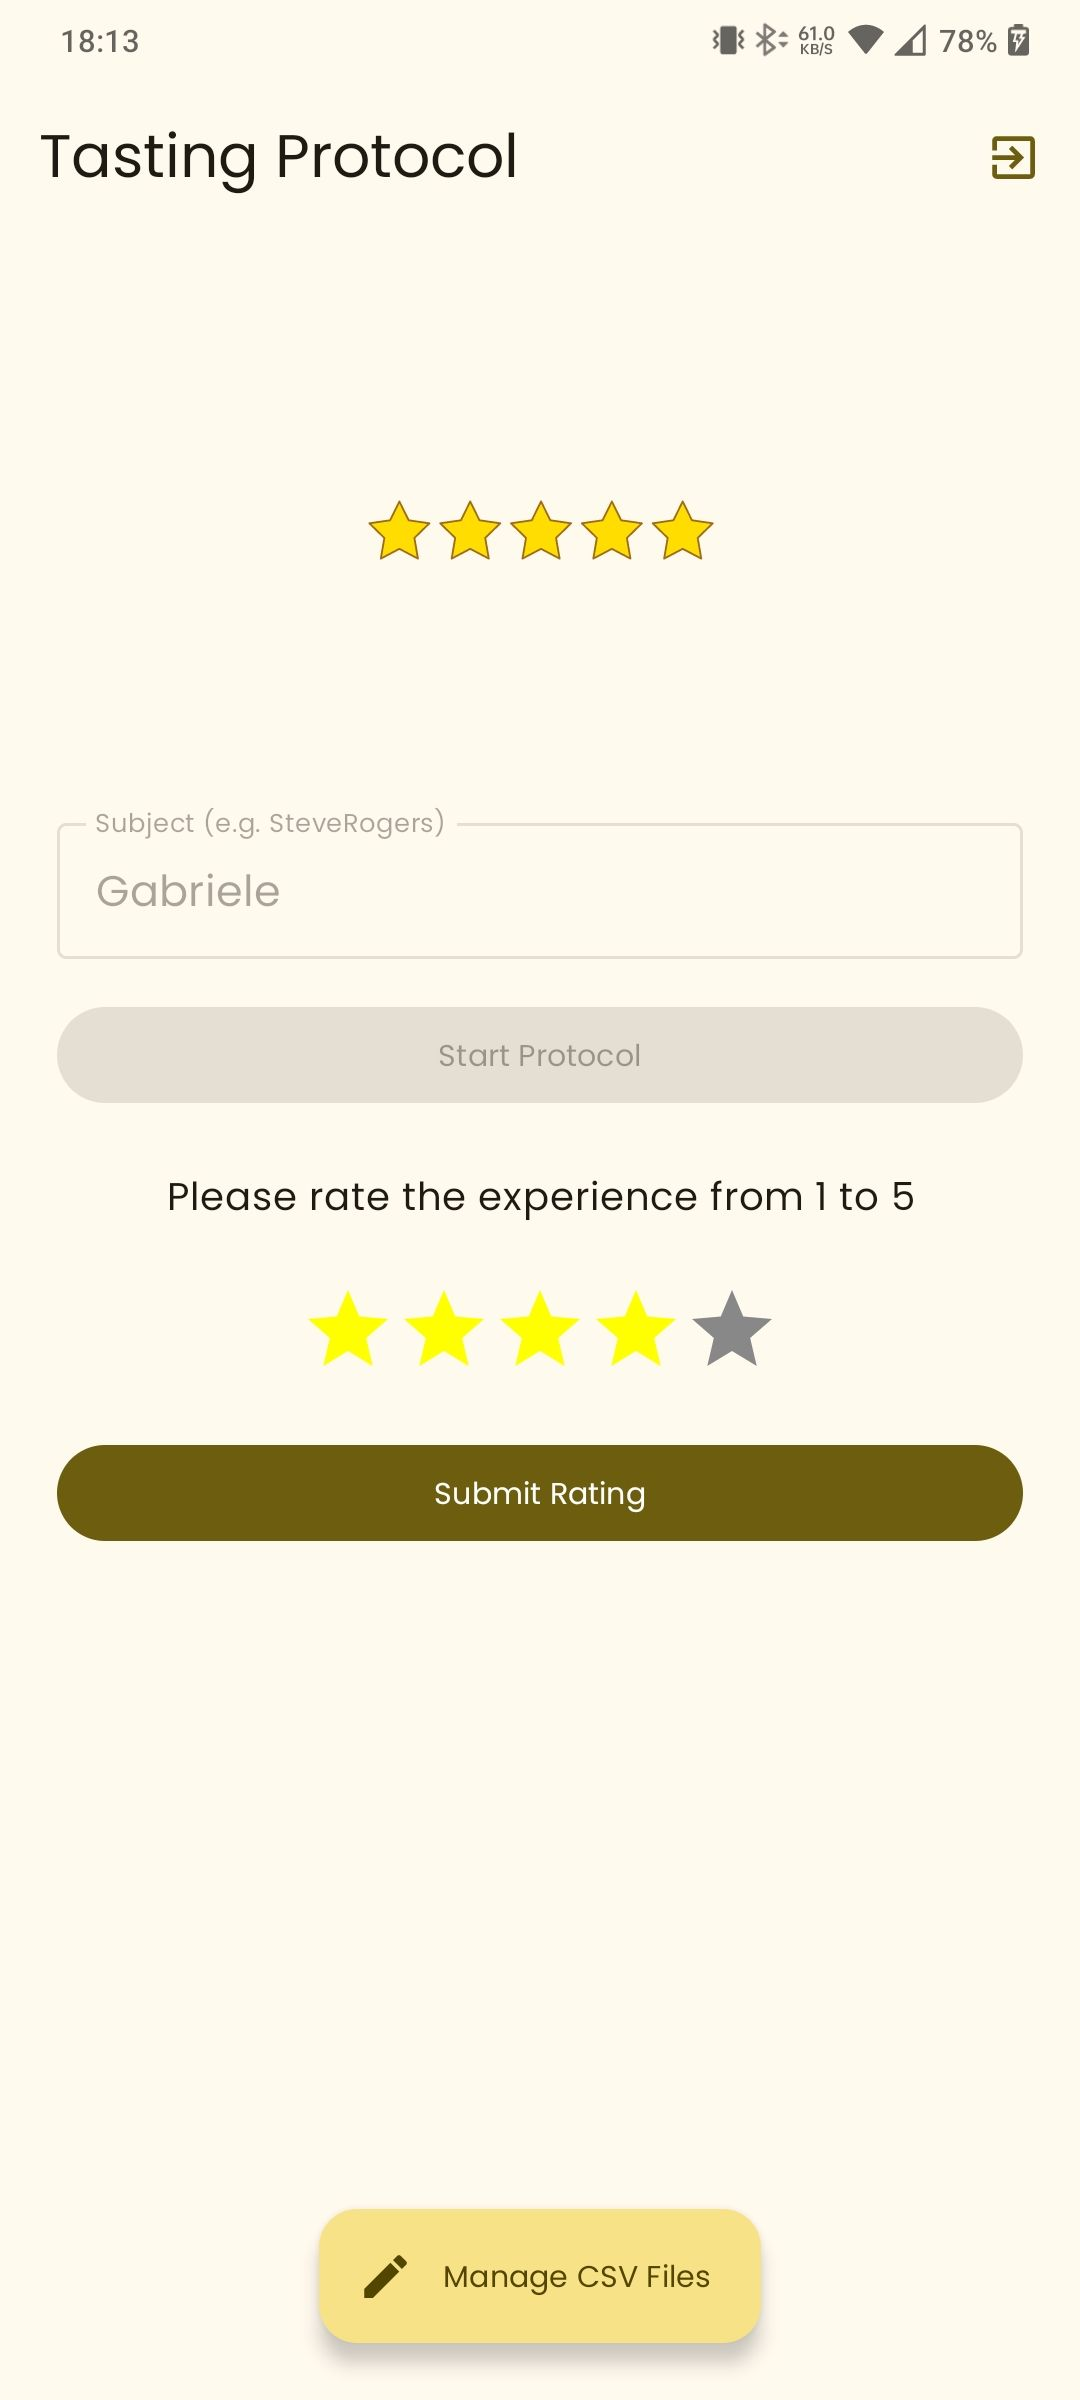 18:13
61.0
KB/S
78%
Tasting Protocol
Subject (e.g. SteveRogers)
Gabriele
Start Protocol
Please rate the experience from 1 to 5
Submit Rating
Manage CSV Files